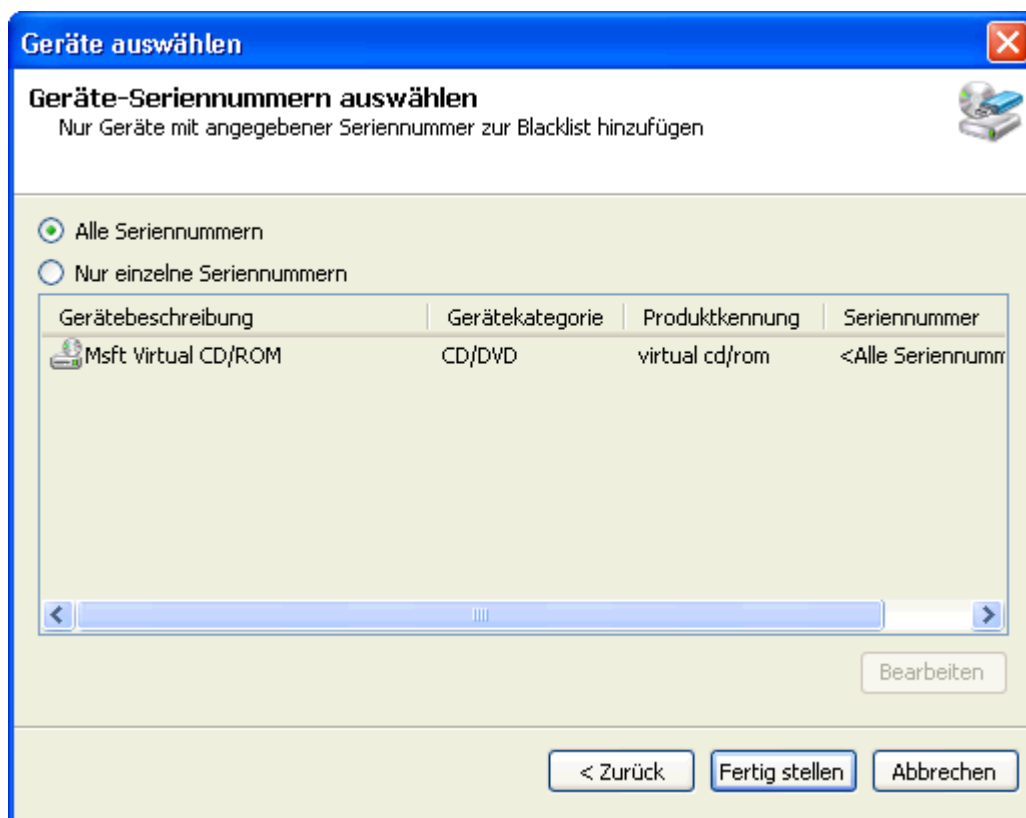 Geräte auswählen
Geräte-Seriennummern auswählen
Nur Geräte mit angegebener Seriennummer zur Blacklist hinzufügen
Alle Seriennummern
Nur einzelne Seriennummern
Gerätebeschreibung Gerätekategorie Produktkennung Seriennummer
Msft Virtual CD/ROM CD/DVD virtual cd/rom <Alle Seriennumm
Bearbeiten
< Zurück Fertig stellen Abbrechen